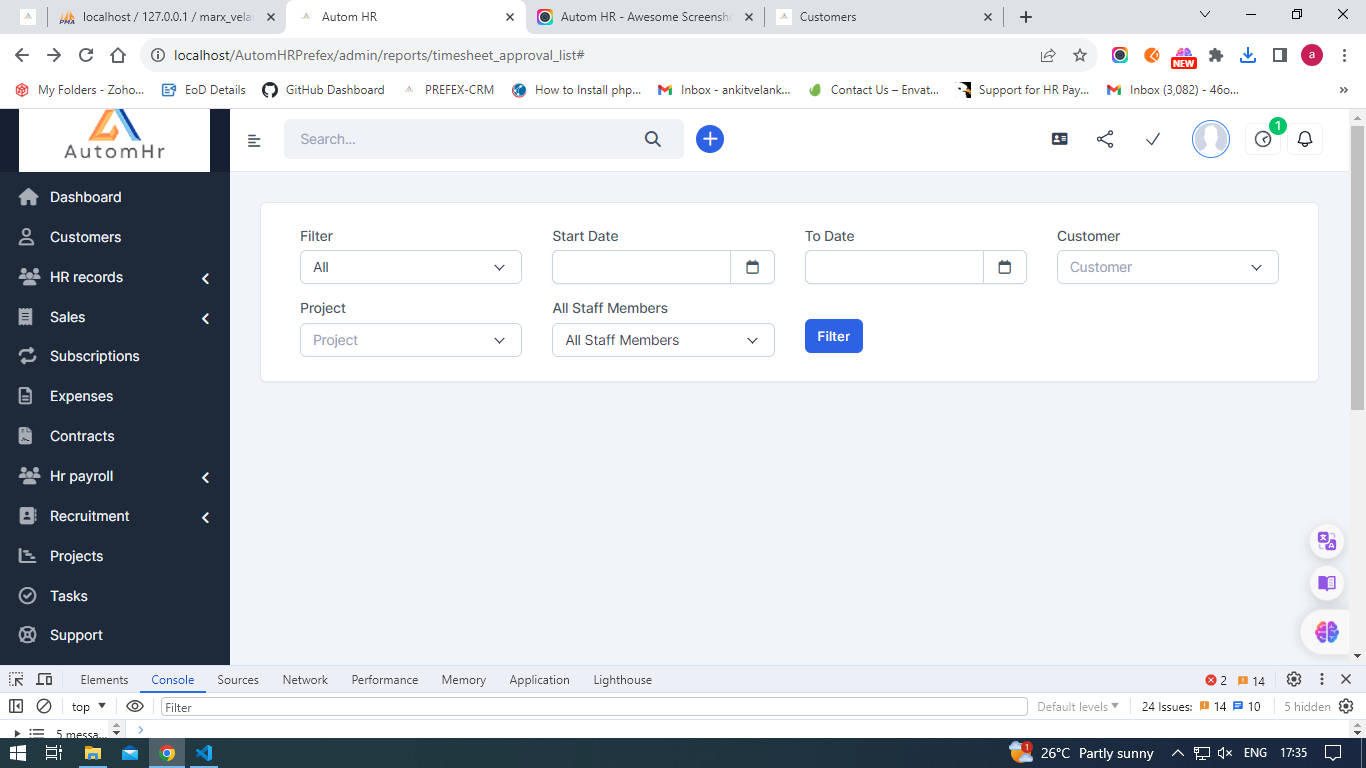 localhost / 127.0.0.1 / marx_vela
Autom HR
Autom HR - Awesome Screensho
Customers
localhost/AutomHRPrefex/admin/reports/timesheet_approval_list#
NEW
a
My Folders - Zoho...
EoD Details
GitHub Dashboard
PREFEX-CRM
How to Install php...
Inbox - ankitvelank...
Contact Us – Envat...
Support for HR Pay...
Inbox (3,082) - 46o...
»
AutomHr
Search...
1
Dashboard
Customers
HR records
Sales
Subscriptions
Expenses
Contracts
Hr payroll
Recruitment
Projects
Tasks
Support
Filter
Start Date
To Date
Customer
All
Customer
Project
All Staff Members
Project
All Staff Members
Filter
Elements
Console
Sources
Network
Performance
Memory
Application
Lighthouse
2
14
top
Filter
Default levels
24 Issues:
14
10
5 hidden
5 messa...
1
26°C
Partly sunny
ENG
17:35